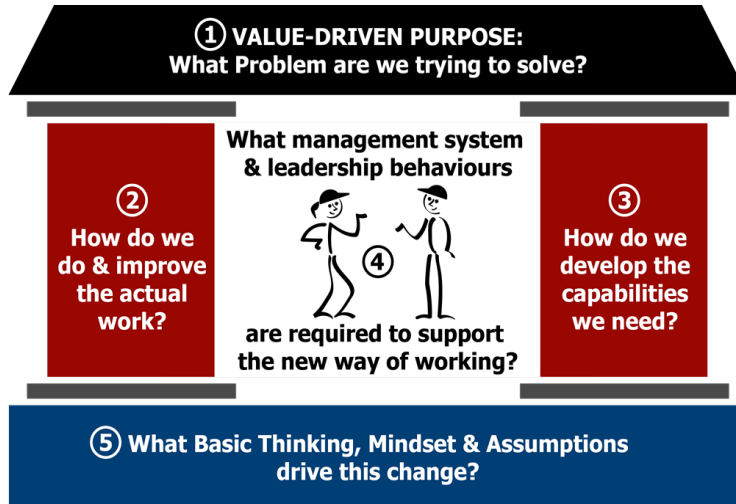 ① VALUE-DRIVEN PURPOSE:
What Problem are we trying to solve?
②
How do we
do & improve
the actual
work?
What management system
& leadership behaviours
④
are required to support
the new way of working?
③
How do we
develop the
capabilities
we need?
⑤ What Basic Thinking, Mindset & Assumptions
drive this change?